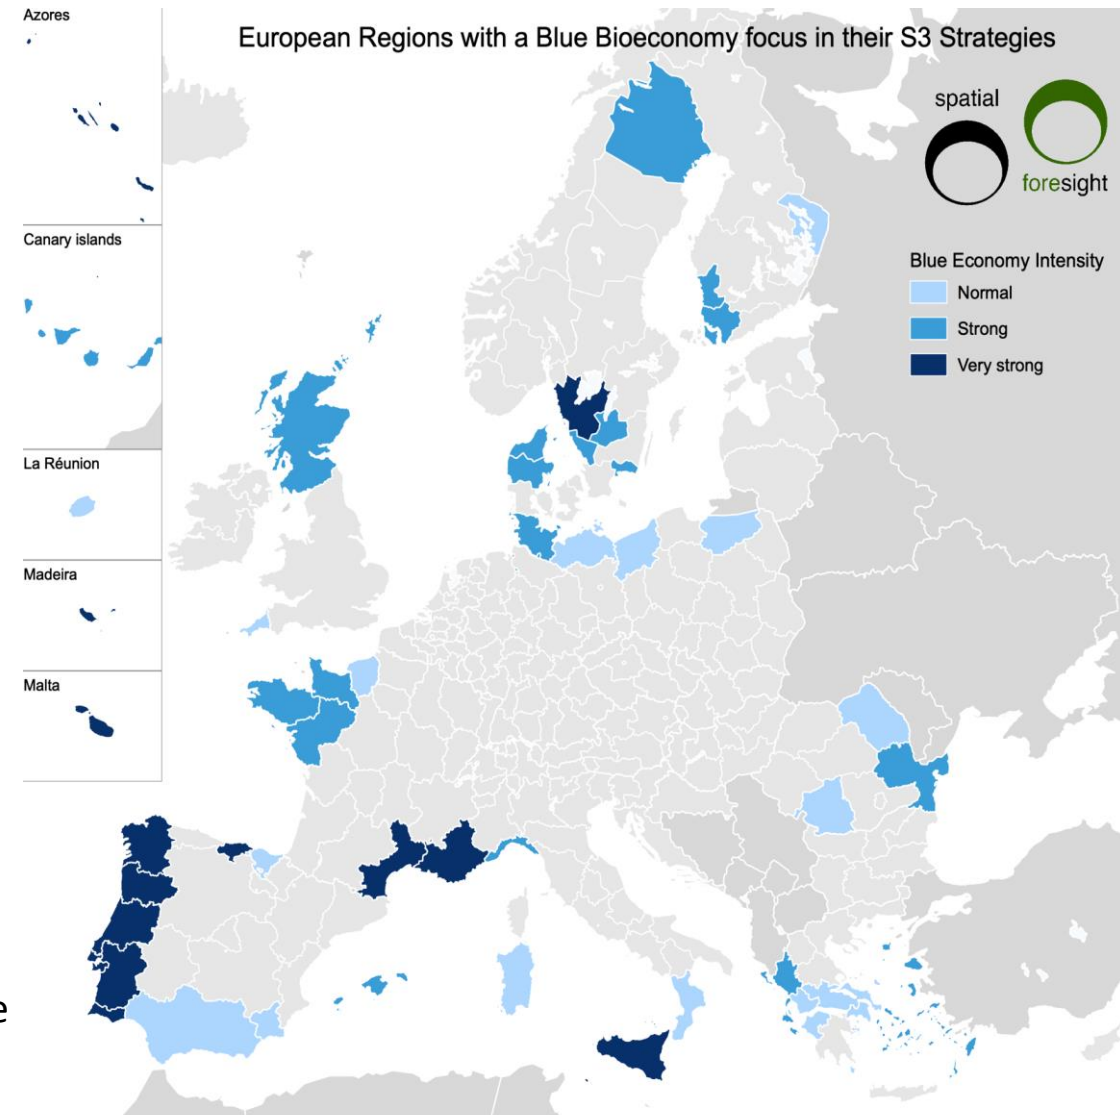 Azores
European Regions with a Blue Bioeconomy focus in their S3 Strategies
spatial
foresight
Canary islands
Blue Economy Intensity
Normal
Strong
Very strong
La Réunion
Madeira
Malta
e